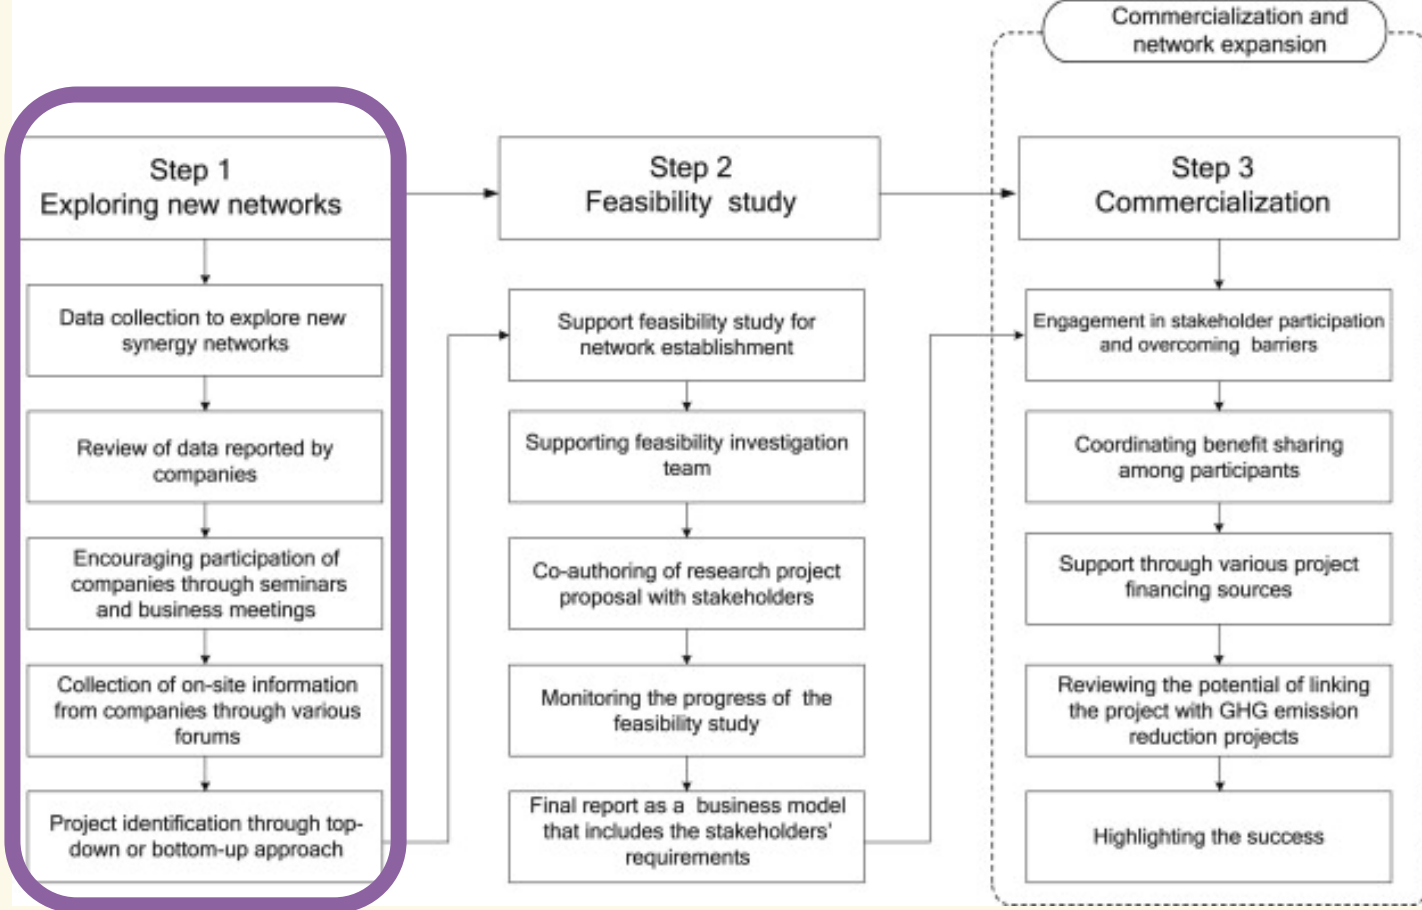 Commercialization and
network expansion
Step 1
Exploring new networks
Data collection to explore new
synergy networks
Review of data reported by
companies
Encouraging participation of
companies through seminars
and business meetings
Collection of on-site information
from companies through various
forums
Project identification through top-
down or bottom-up approach
Step 2
Feasibility study
Support feasibility study for
network establishment
Supporting feasibility investigation
team
Co-authoring of research project
proposal with stakeholders
Monitoring the progress of the
feasibility study
Final report as a business model
that includes the stakeholders'
requirements
Step 3
Commercialization
Engagement in stakeholder participation
and overcoming barriers
Coordinating benefit sharing
among participants
Support through various project
financing sources
Reviewing the potential of linking
the project with GHG emission
reduction projects
Highlighting the success